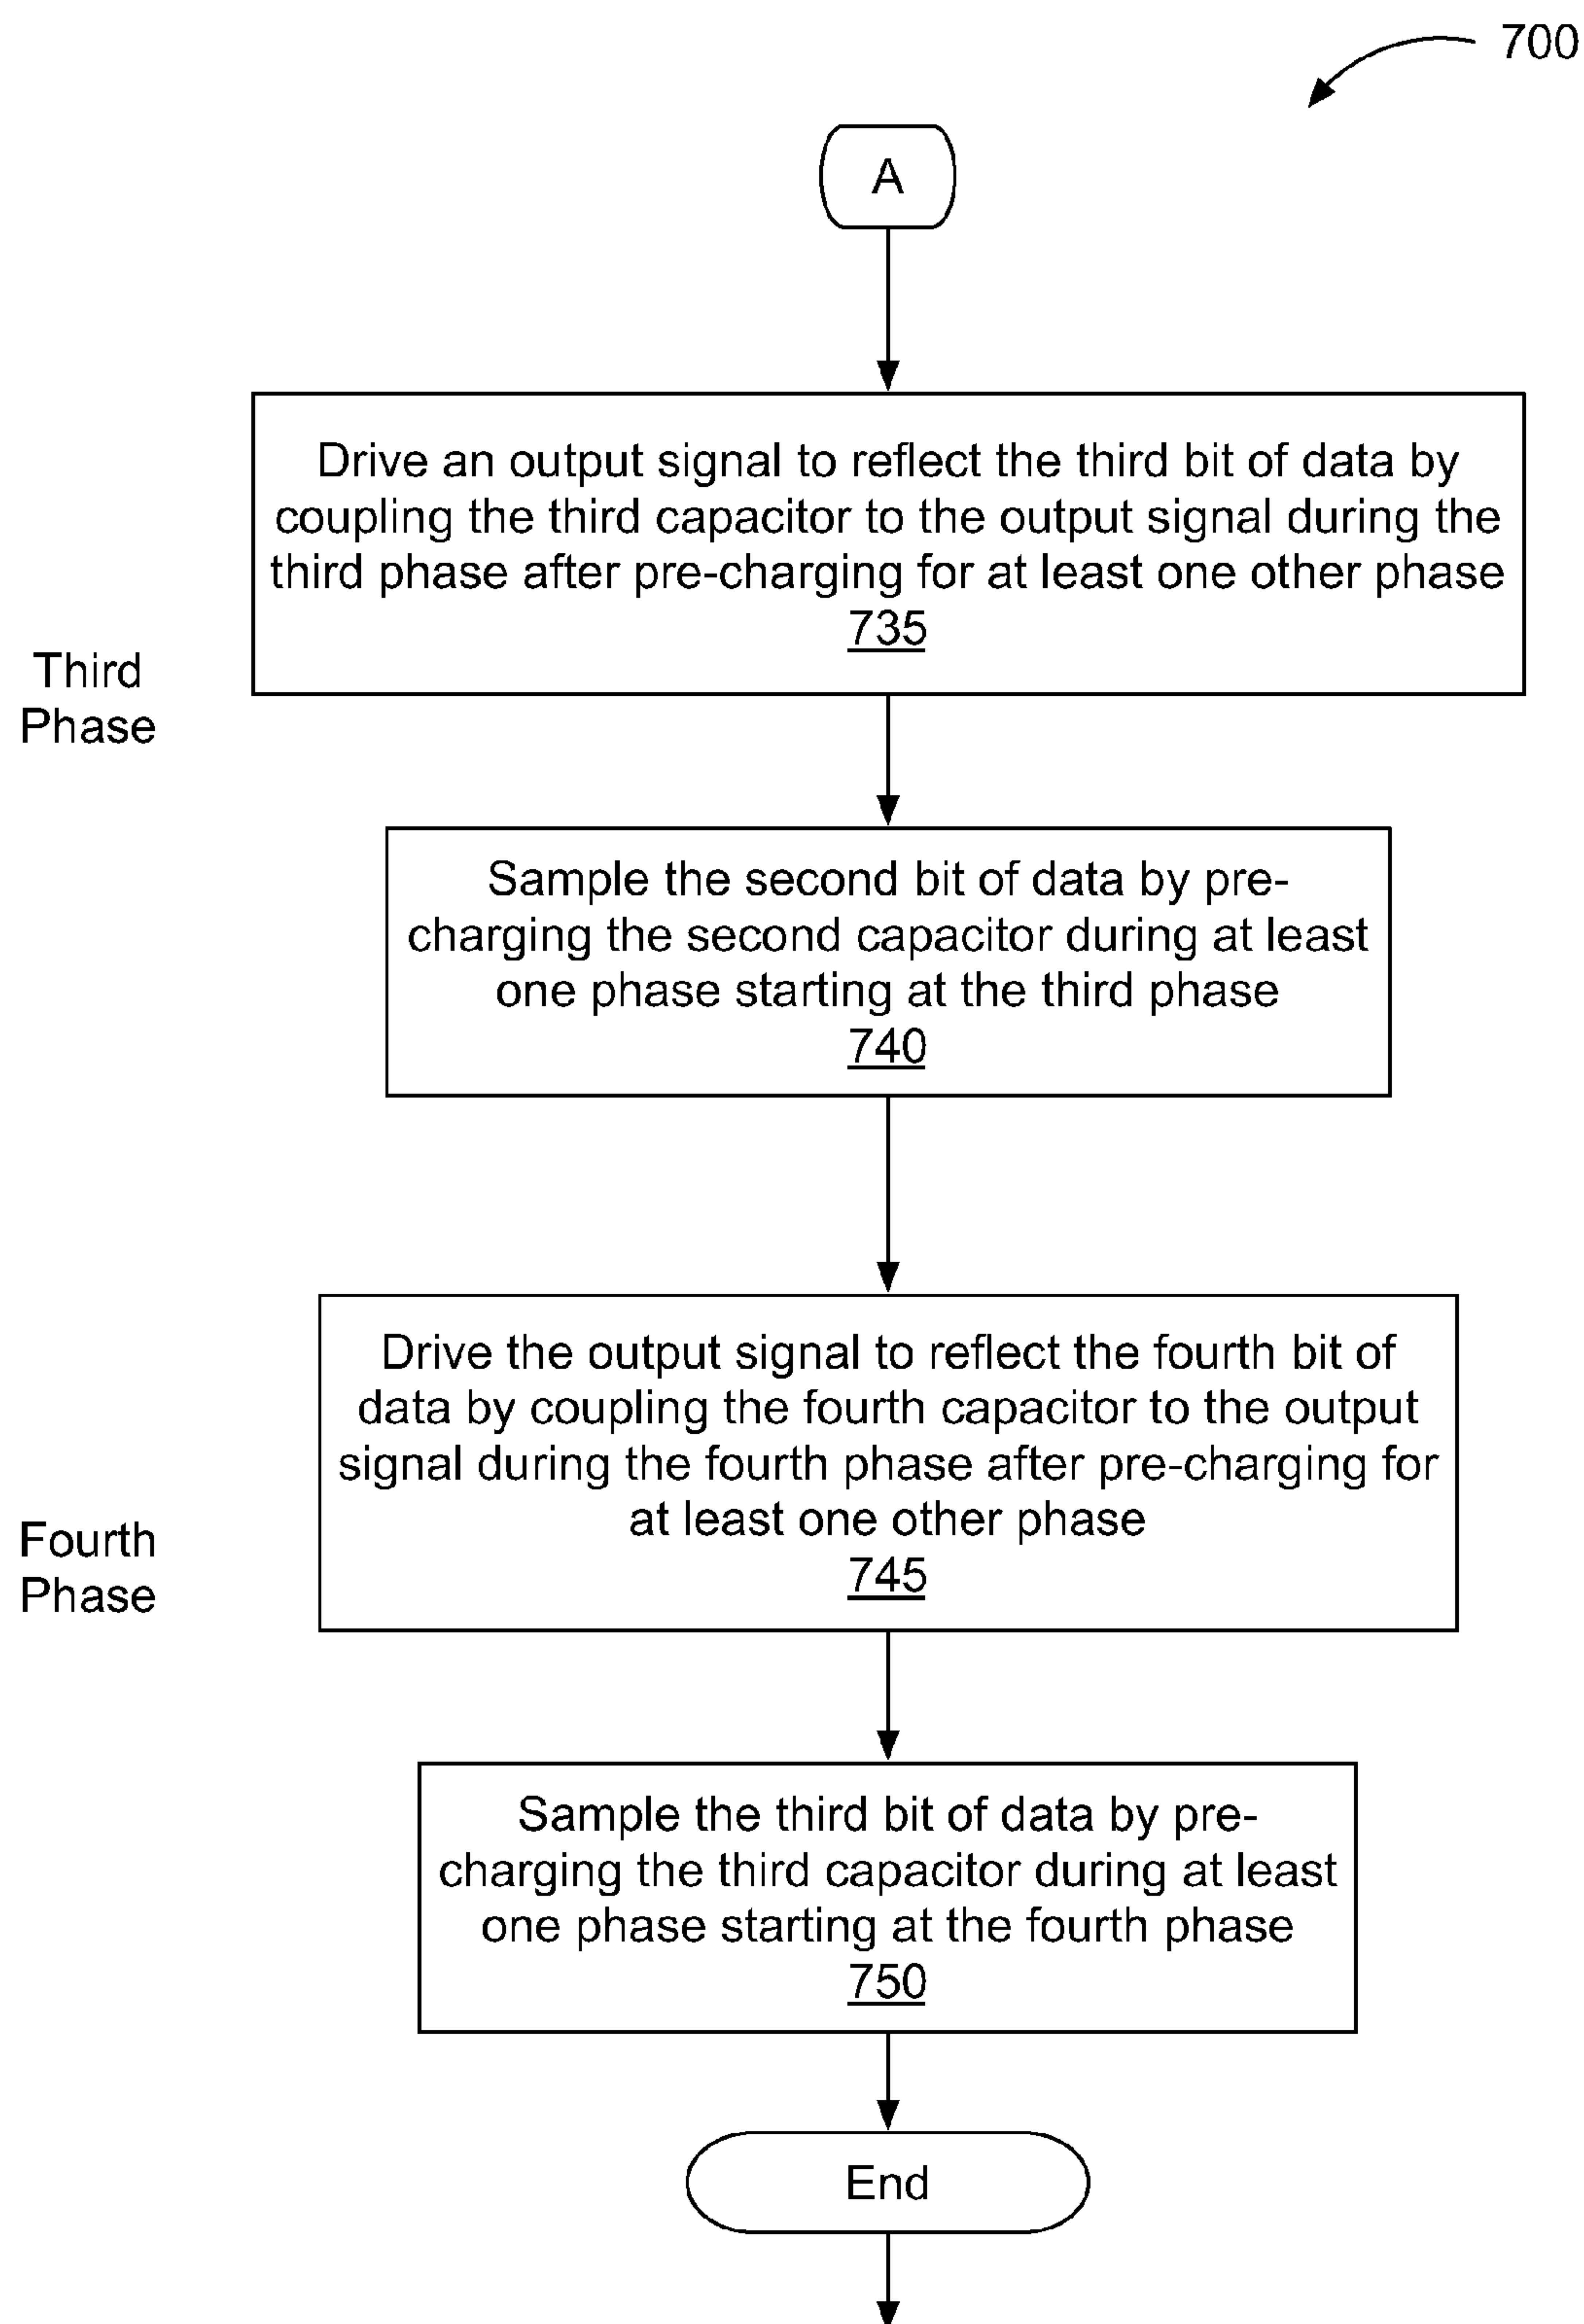 700
A
Drive an output signal to reflect the third bit of data by
coupling the third capacitor to the output signal during the
third phase after pre-charging for at least one other phase
735
Third
Phase
Sample the second bit of data by pre-
charging the second capacitor during at least
one phase starting at the third phase
740
Drive the output signal to reflect the fourth bit of
data by coupling the fourth capacitor to the output
signal during the fourth phase after pre-charging for
at least one other phase
745
Fourth
Phase
Sample the third bit of data by pre-
charging the third capacitor during at least
one phase starting at the fourth phase
750
End